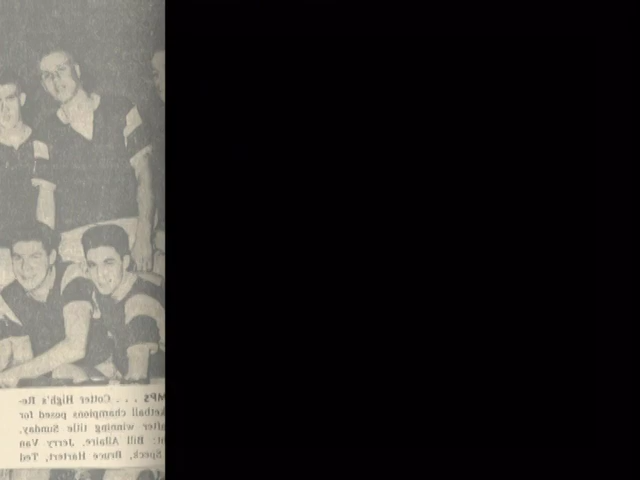 MPS . . . Cotter High's Re-
ketball champions posed for
after winning title Sunday.
ht: Bill Allaire, Jerry Van
Speck, Bruce Hartert, Ted